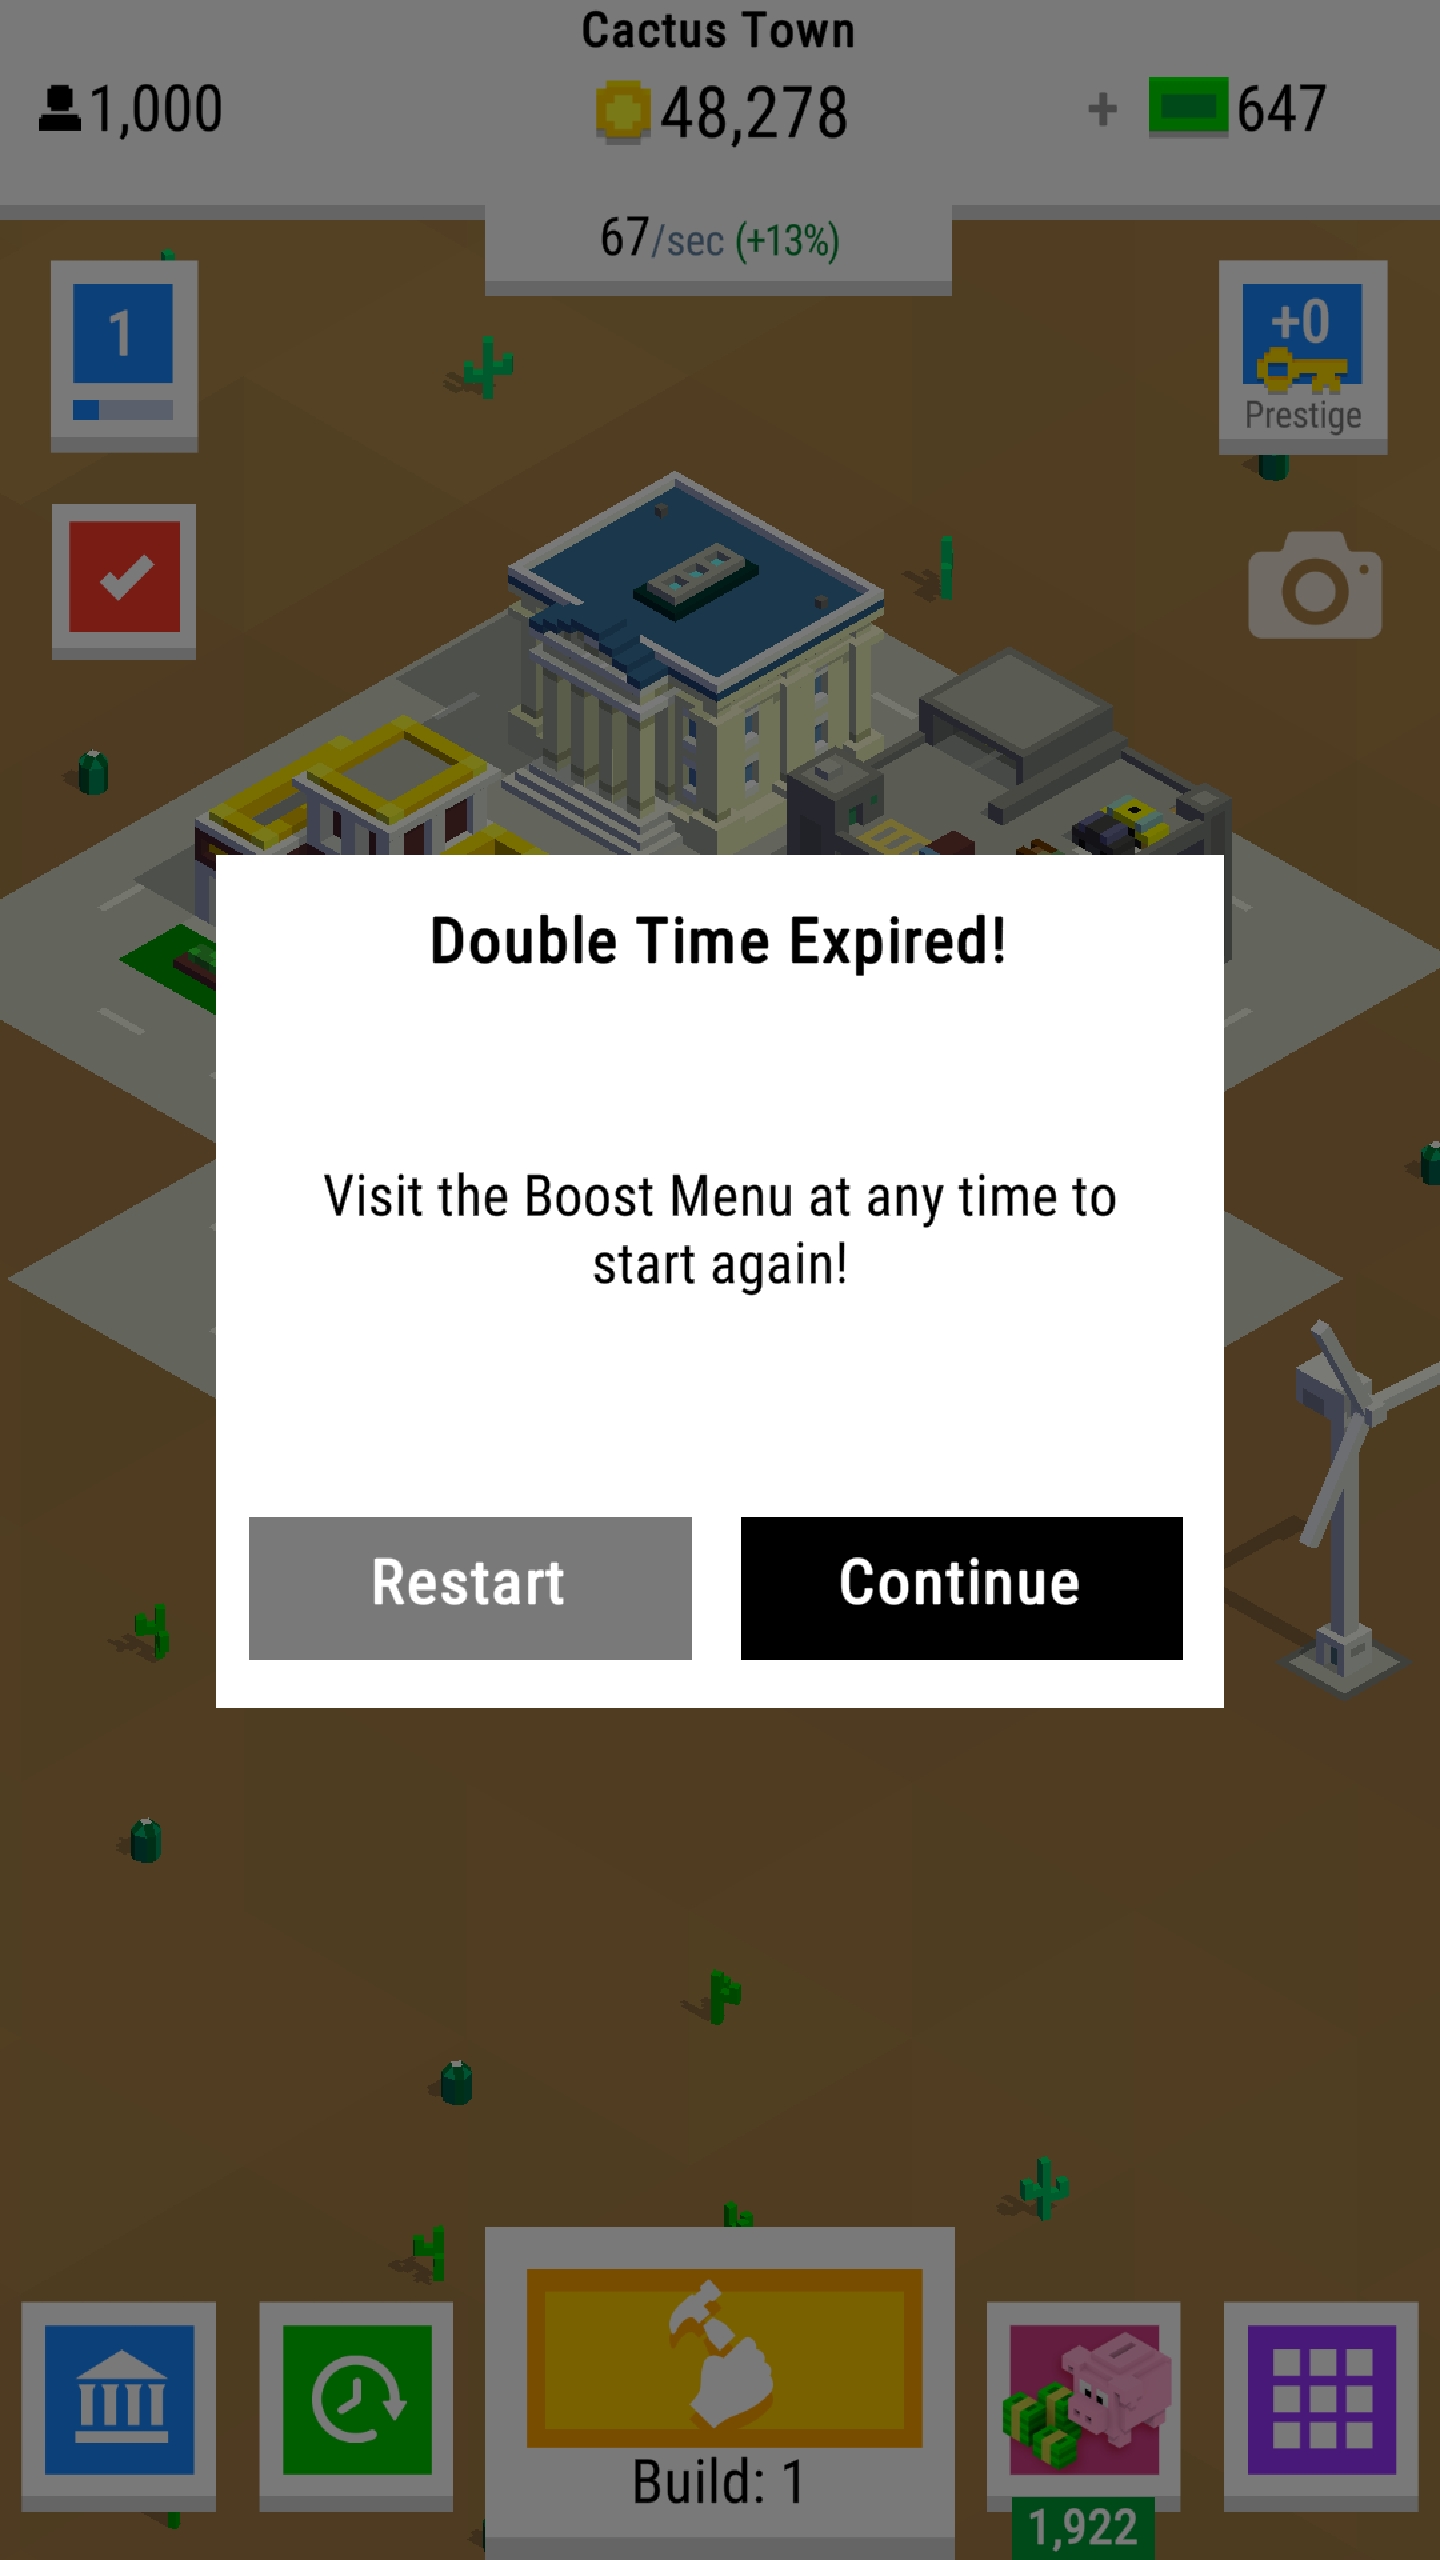 Cactus Town
1,000
48,278
+ 647
67/sec (+13%)
1
+0
Prestige
Double Time Expired!
Visit the Boost Menu at any time to
start again!
Restart
Continue
Build: 1
1,922